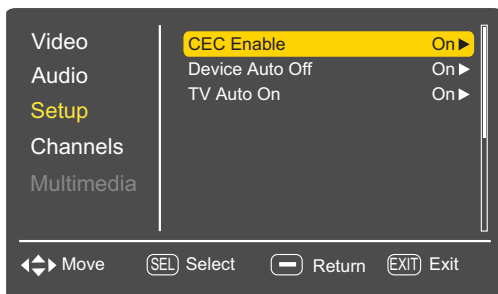 Video
Audio
Setup
Channels
Multimedia
CEC Enable On
Device Auto Off On
TV Auto On On
Move SEL Select Return EXIT Exit